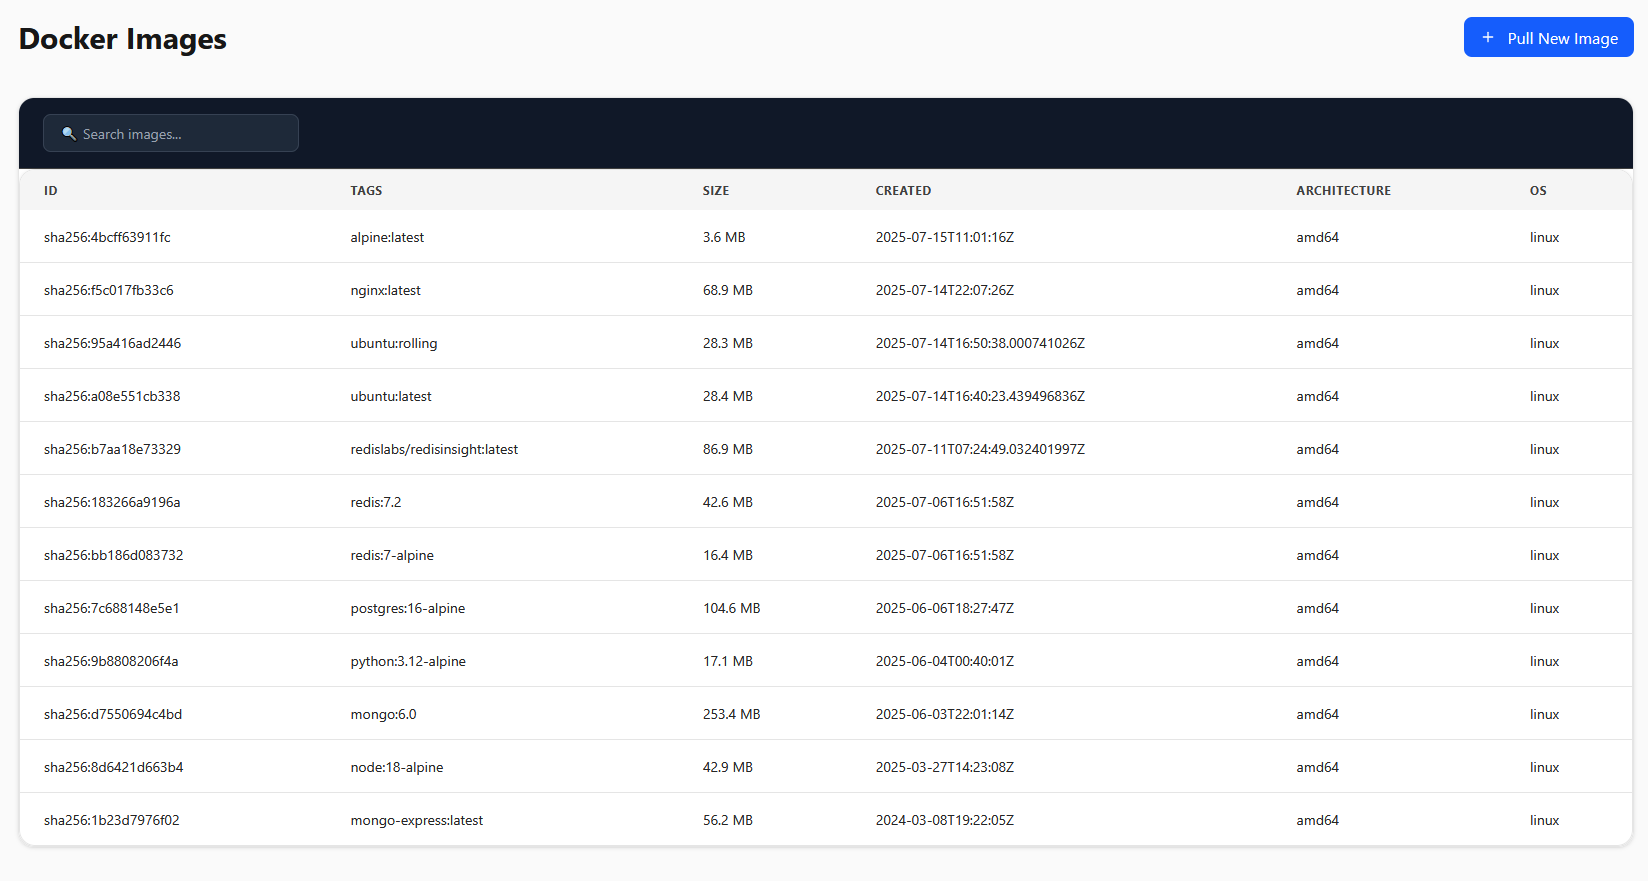 Docker Images
+ Pull New Image
Search images...
ID TAGS SIZE CREATED ARCHITECTURE OS
sha256:4bcff63911fc alpine:latest 3.6 MB 2025-07-15T11:01:16Z amd64 linux
sha256:f5c017fb33c6 nginx:latest 68.9 MB 2025-07-14T22:07:26Z amd64 linux
sha256:95a416ad2446 ubuntu:rolling 28.3 MB 2025-07-14T16:50:38.000741026Z amd64 linux
sha256:a08e551cb338 ubuntu:latest 28.4 MB 2025-07-14T16:40:23.439496836Z amd64 linux
sha256:b7aa18e73329 redislabs/redisinsight:latest 86.9 MB 2025-07-11T07:24:49.032401997Z amd64 linux
sha256:183266a9196a redis:7.2 42.6 MB 2025-07-06T16:51:58Z amd64 linux
sha256:bb186d083732 redis:7-alpine 16.4 MB 2025-07-06T16:51:58Z amd64 linux
sha256:7c688148e5e1 postgres:16-alpine 104.6 MB 2025-06-06T18:27:47Z amd64 linux
sha256:9b8808206f4a python:3.12-alpine 17.1 MB 2025-06-04T00:40:01Z amd64 linux
sha256:d7550694c4bd mongo:6.0 253.4 MB 2025-06-03T22:01:14Z amd64 linux
sha256:8d6421d663b4 node:18-alpine 42.9 MB 2025-03-27T14:23:08Z amd64 linux
sha256:1b23d7976f02 mongo-express:latest 56.2 MB 2024-03-08T19:22:05Z amd64 linux